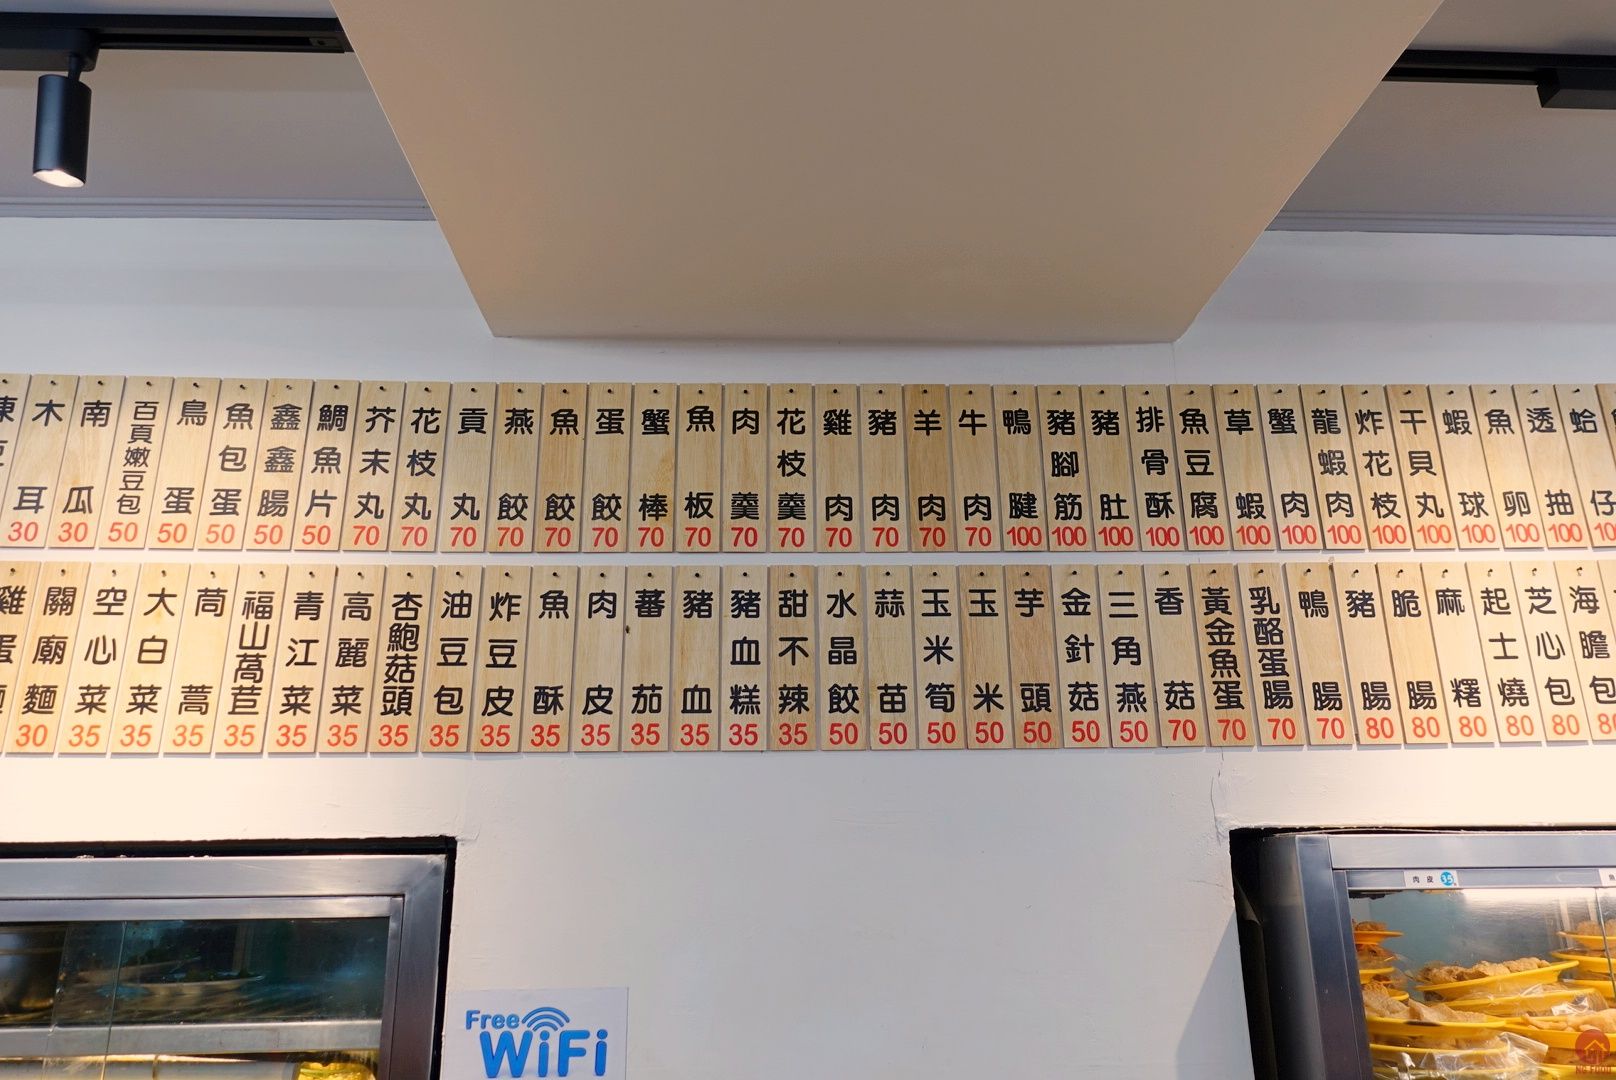 木耳 30
南瓜 30
百頁嫩豆包 50
鳥蛋 50
魚包蛋 50
鑫鑫腸 50
鯛魚片 50
芥末丸 70
花枝丸 70
貢丸 70
燕餃 70
魚餃 70
蛋餃 70
蟹棒 70
魚板 70
肉羹 70
花枝羹 70
雞肉 70
豬肉 70
羊肉 70
牛肉 70
鴨腱 100
豬腳筋 100
豬肚 100
排骨酥 100
魚豆腐 100
草蝦 100
蟹肉 100
龍蝦肉 100
炸花枝 100
干貝丸 100
蝦球 100
魚卵 100
透抽 100
蛤仔
雞蛋麵
關廟麵 30
空心菜 35
大白菜 35
茼蒿 35
福山萵苣 35
青江菜 35
高麗菜 35
杏鮑菇頭 35
油豆包 35
炸豆皮 35
魚酥 35
肉皮 35
蕃茄 35
豬血 35
豬血糕 35
甜不辣 35
水晶餃 50
蒜苗 50
玉米筍 50
玉米 50
芋頭 50
金針菇 50
三角燕 50
香菇 70
黃金魚蛋 70
乳酪蛋腸 70
鴨腸 70
豬腸 80
脆腸 80
麻糬 80
起士燒 80
芝心包 80
海膽包
肉皮 35
Free
WiFi